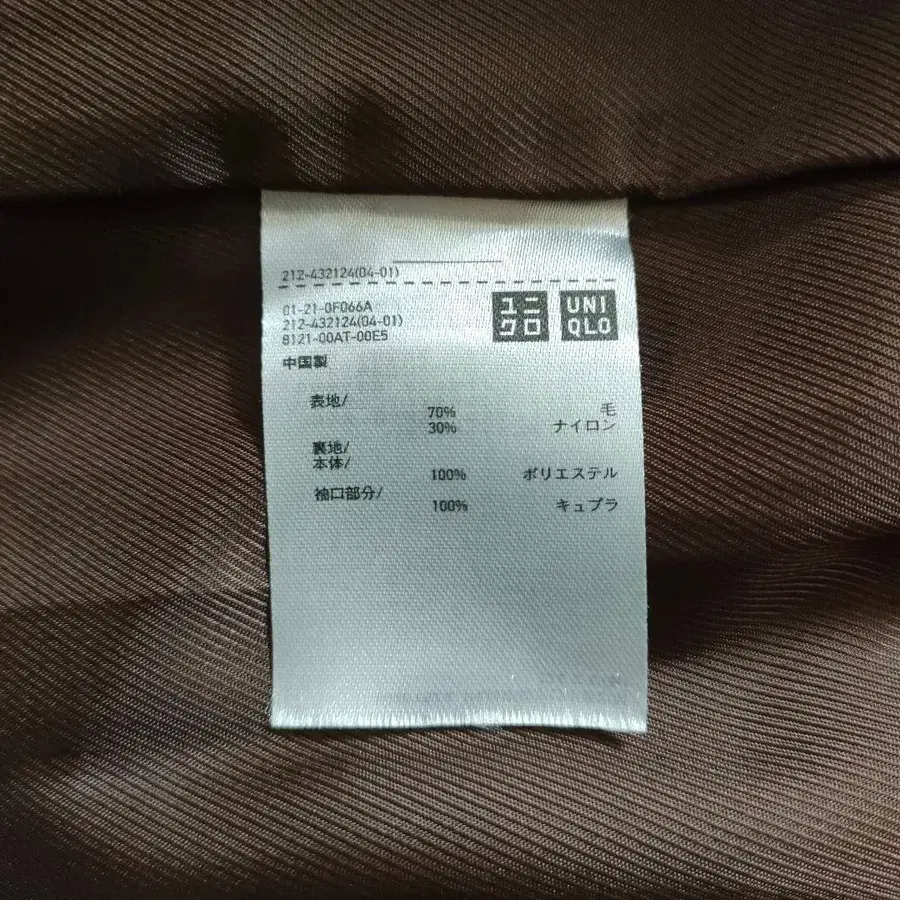 212-432124(04-01)
ユニ
クロ
UNI
QLO
01-21-0F066A
212-432124(04-01)
8121-00AT-00E5
中国製
表地/
70% 毛
30% ナイロン
裏地/
本体/
100% ポリエステル
袖口部分/
100% キュプラ